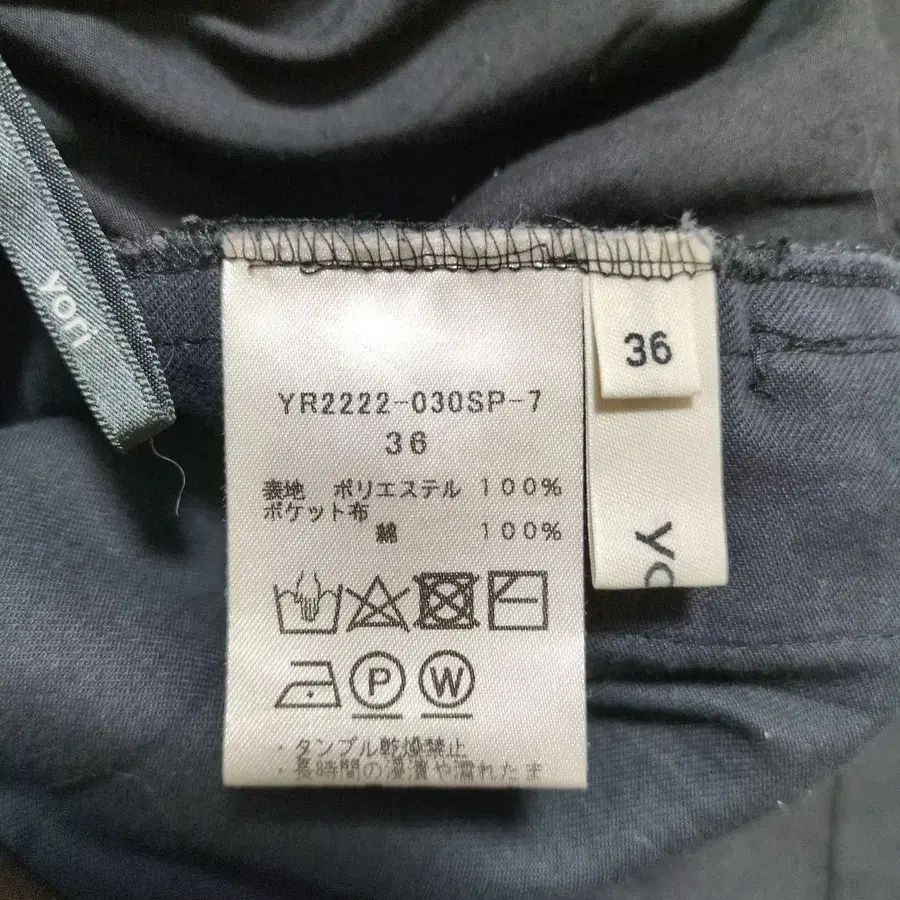 yori
YR2222-030SP-7
36
表地 ポリエステル 100%
ポケット布
綿 100%
P W
・タンブル乾燥禁止
・長時間の浸漬や濡れたま
36
yo